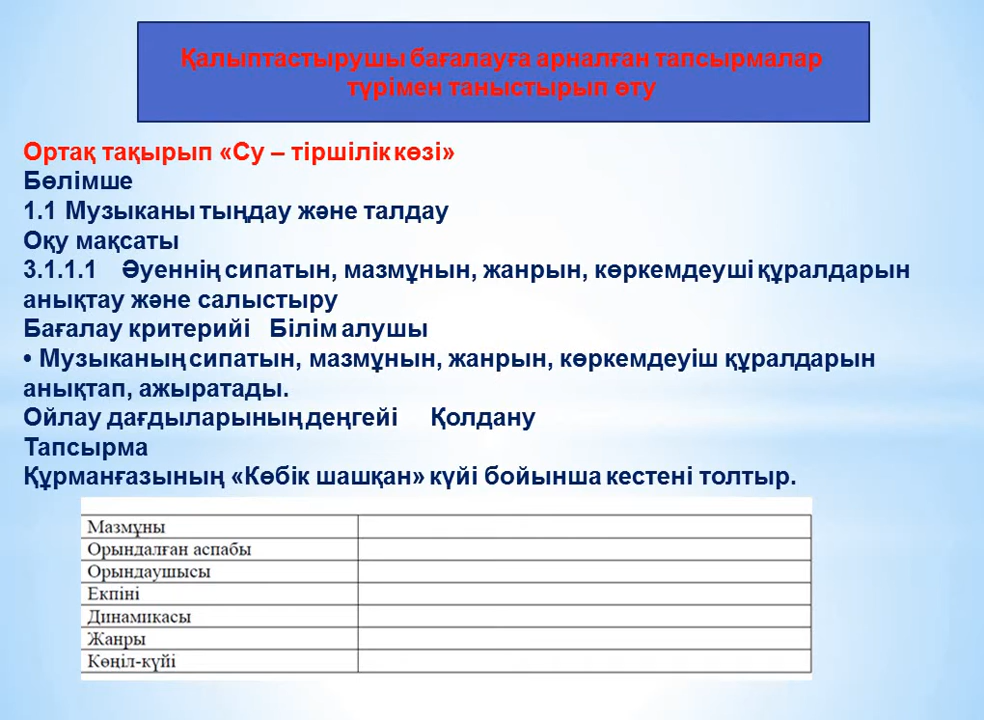 Қалыптастырушы бағалауға арналған тапсырмалар
түрімен таныстырып өту
Ортақ тақырып «Су – тіршілік көзі»
Бөлімше
1.1 Музыканы тыңдау және талдау
Оқу мақсаты
3.1.1.1 Әуеннің сипатын, мазмұнын, жанрын, көркемдеуші құралдарын
анықтау және салыстыру
Бағалау критерийі Білім алушы
• Музыканың сипатын, мазмұнын, жанрын, көркемдеуіш құралдарын
анықтап, ажыратады.
Ойлау дағдыларының деңгейі Қолдану
Тапсырма
Құрманғазының «Көбік шашқан» күйі бойынша кестені толтыр.
Мазмұны
Орындалған аспабы
Орындаушысы
Екпіні
Динамикасы
Жанры
Көңіл-күйі